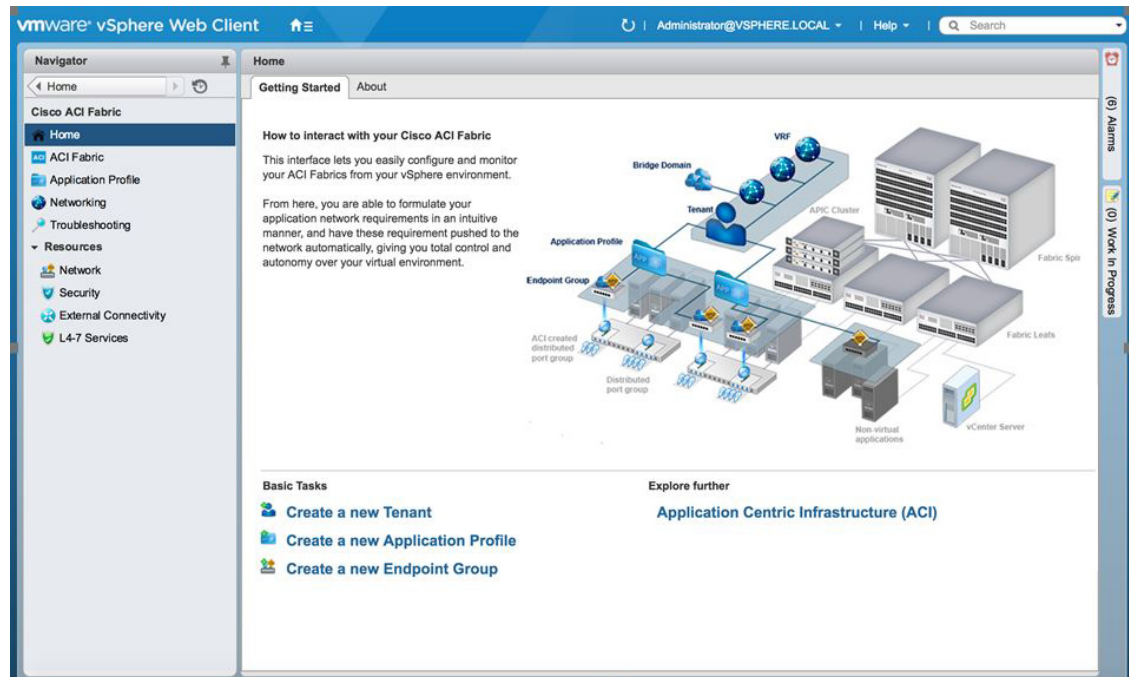 vmware® vSphere Web Client
Administrator@VSPHERE.LOCAL
Help
Search
Navigator
Home
Cisco ACI Fabric
Home
ACI Fabric
Application Profile
Networking
Troubleshooting
Resources
Network
Security
External Connectivity
L4-7 Services
Home
Getting Started
About
How to interact with your Cisco ACI Fabric
This interface lets you easily configure and monitor
your ACI Fabrics from your vSphere environment.
From here, you are able to formulate your
application network requirements in an intuitive
manner, and have these requirement pushed to the
network automatically, giving you total control and
autonomy over your virtual environment.
VRF
Bridge Domain
Tenant
APIC Cluster
Application Profile
Fabric Spin
Endpoint Group
APP
APP
ACI created
distributed
port group
Fabric Leafs
Distributed
port group
Non-virtual
applications
vCenter Server
Basic Tasks
Create a new Tenant
Create a new Application Profile
Create a new Endpoint Group
Explore further
Application Centric Infrastructure (ACI)
(6) Alarms
(0) Work In Progress